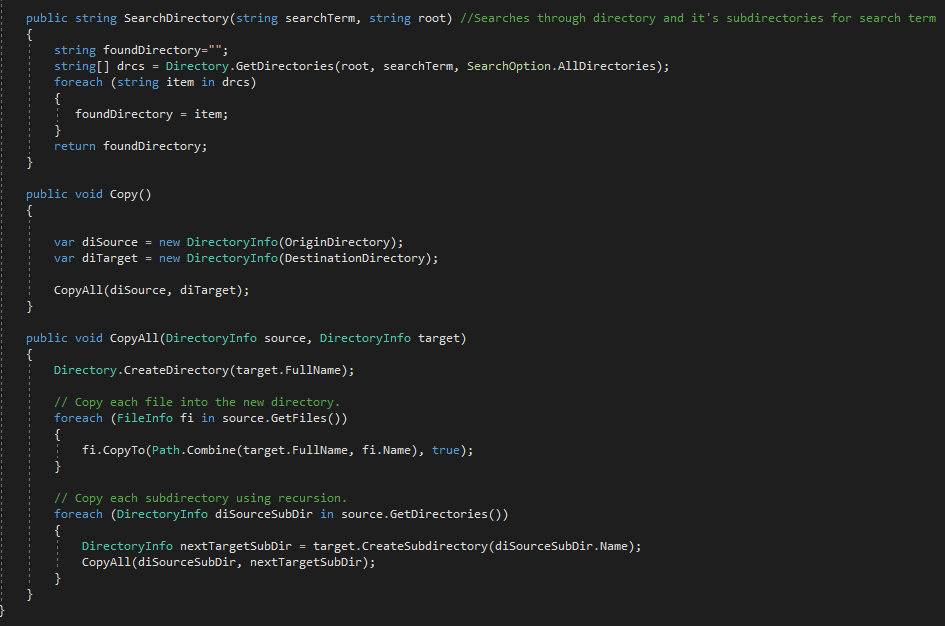 public string SearchDirectory(string searchTerm, string root) //Searches through directory and it's subdirectories for search term
{
string foundDirectory="";
string[] drcs = Directory.GetDirectories(root, searchTerm, SearchOption.AllDirectories);
foreach (string item in drcs)
{
foundDirectory = item;
}
return foundDirectory;
}
public void Copy()
{
var diSource = new DirectoryInfo(OriginDirectory);
var diTarget = new DirectoryInfo(DestinationDirectory);
CopyAll(diSource, diTarget);
}
public void CopyAll(DirectoryInfo source, DirectoryInfo target)
{
Directory.CreateDirectory(target.FullName);
// Copy each file into the new directory.
foreach (FileInfo fi in source.GetFiles())
{
fi.CopyTo(Path.Combine(target.FullName, fi.Name), true);
}
// Copy each subdirectory using recursion.
foreach (DirectoryInfo diSourceSubDir in source.GetDirectories())
{
DirectoryInfo nextTargetSubDir = target.CreateSubdirectory(diSourceSubDir.Name);
CopyAll(diSourceSubDir, nextTargetSubDir);
}
}
}